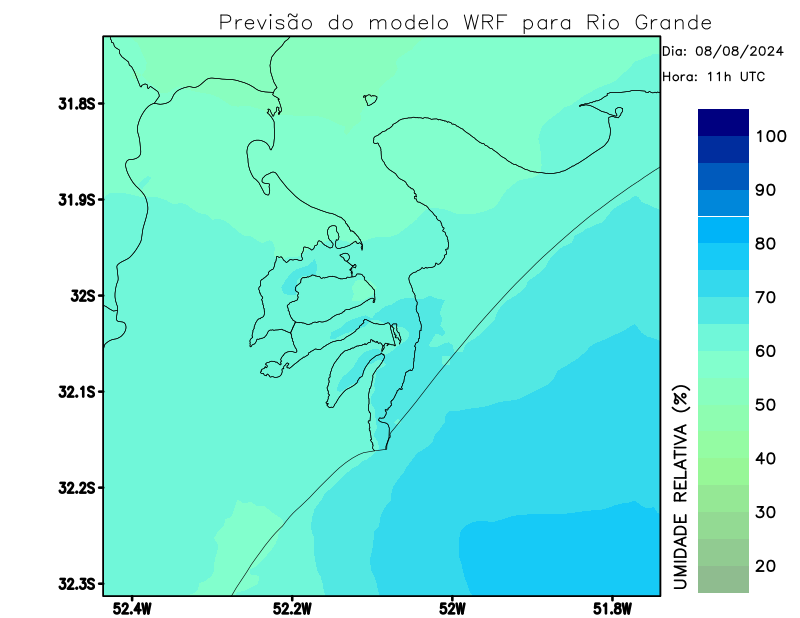 Previsão do modelo WRF para Rio Grande
Dia: 08/08/2024
Hora: 11h UTC
31.8S
31.9S
32S
32.1S
32.2S
32.3S
52.4W
52.2W
52W
51.8W
100
90
80
70
60
50
40
30
20
UMIDADE RELATIVA (%)